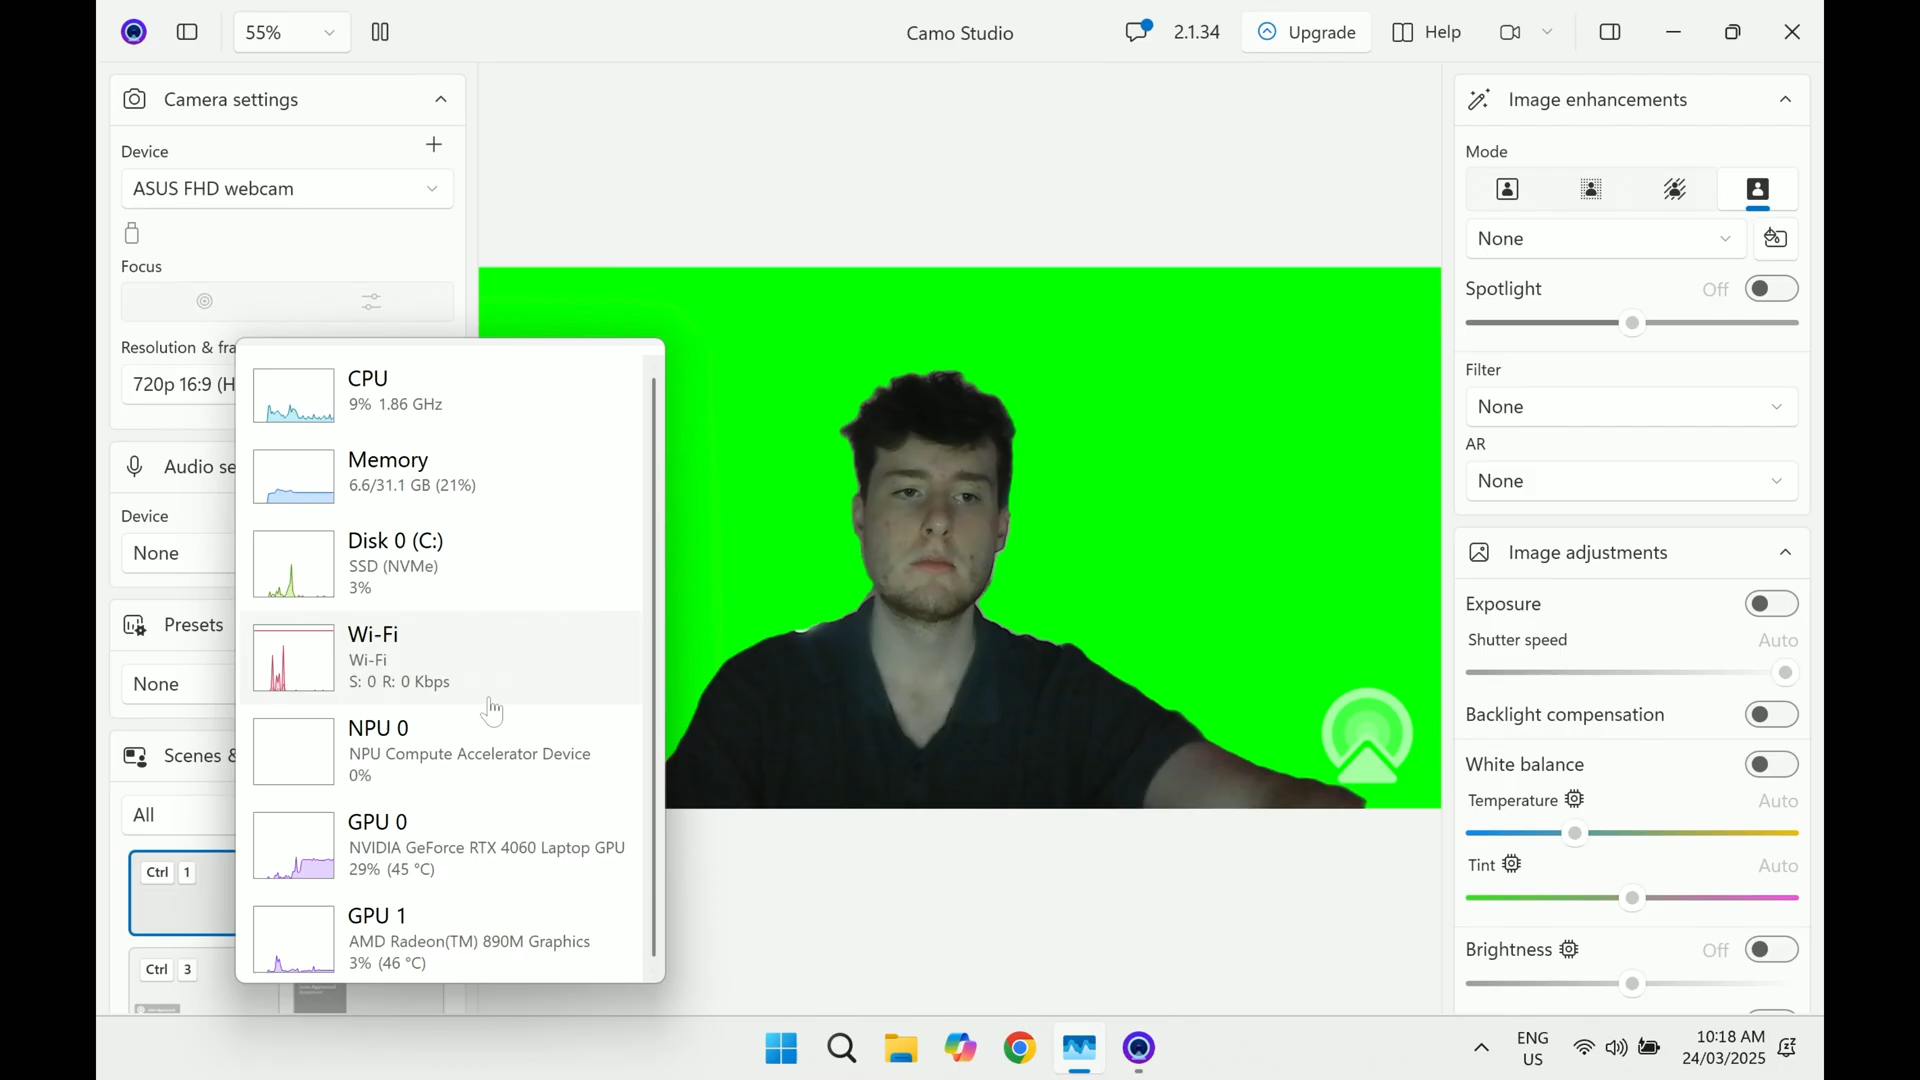 55%
Camo Studio
2.1.34
Upgrade
Help
Camera settings
Device
ASUS FHD webcam
Focus
Resolution & fra
720p 16:9 (H
Audio se
Device
None
Presets
None
Scenes &
All
Ctrl 1
Ctrl 3
CPU
9% 1.86 GHz
Memory
6.6/31.1 GB (21%)
Disk 0 (C:)
SSD (NVMe)
3%
Wi-Fi
Wi-Fi
S: 0 R: 0 Kbps
NPU 0
NPU Compute Accelerator Device
0%
GPU 0
NVIDIA GeForce RTX 4060 Laptop GPU
29% (45 °C)
GPU 1
AMD Radeon(TM) 890M Graphics
3% (46 °C)
Image enhancements
Mode
None
Spotlight Off
Filter
None
AR
None
Image adjustments
Exposure
Shutter speed Auto
Backlight compensation
White balance
Temperature Auto
Tint Auto
Brightness Off
ENG
US
10:18 AM
24/03/2025